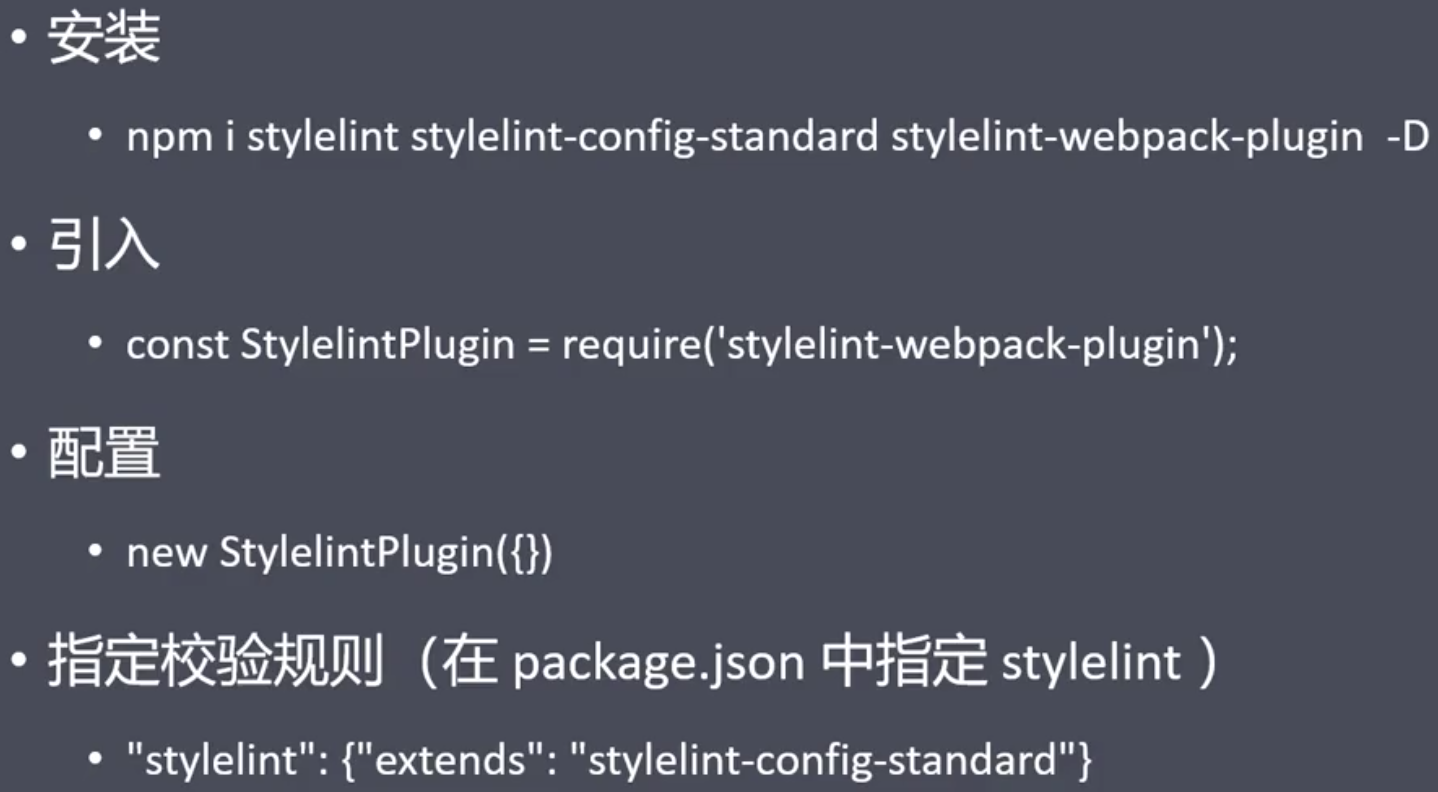 • 安装
• npm i stylelint stylelint-config-standard stylelint-webpack-plugin -D
• 引入
• const StylelintPlugin = require('stylelint-webpack-plugin');
• 配置
• new StylelintPlugin({})
• 指定校验规则（在 package.json 中指定 stylelint ）
• "stylelint": {"extends": "stylelint-config-standard"}